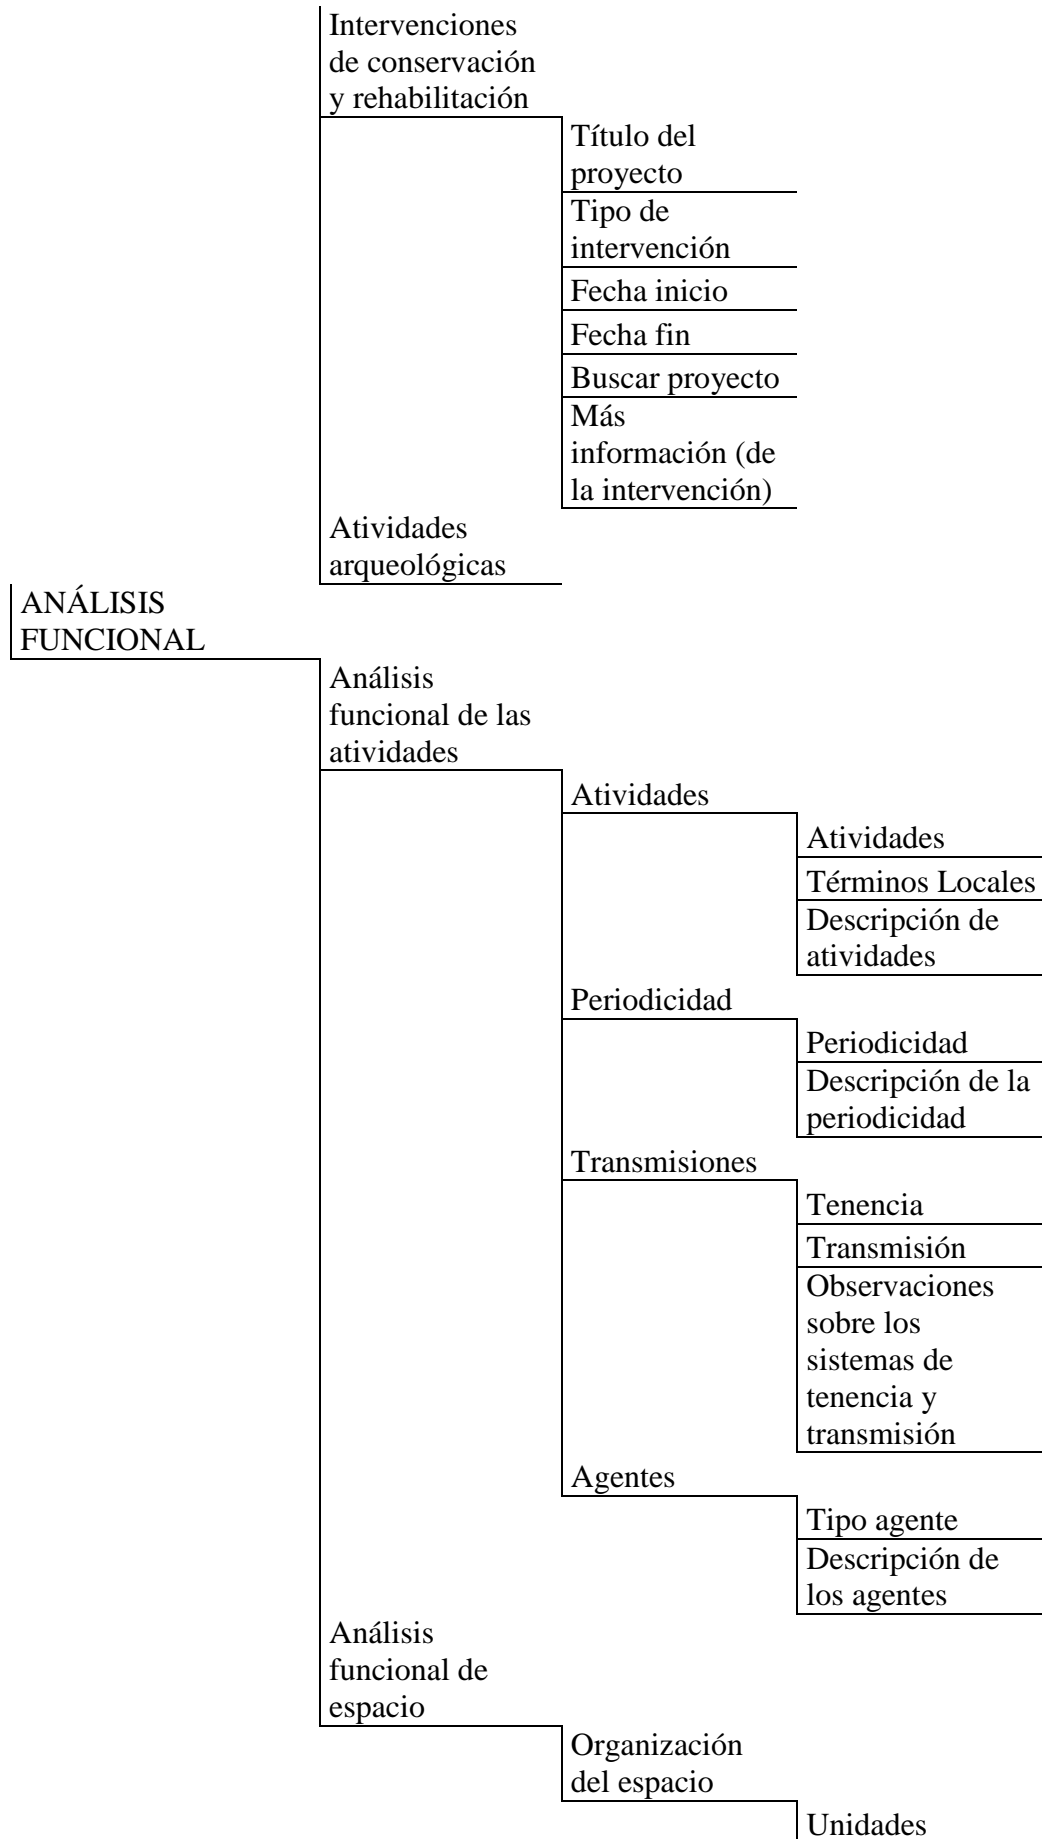 Intervenciones
de conservación
y rehabilitación
Título del
proyecto
Tipo de
intervención
Fecha inicio
Fecha fin
Buscar proyecto
Más
información (de
la intervención)
Atividades
arqueológicas
ANÁLISIS
FUNCIONAL
Análisis
funcional de las
atividades
Atividades
Atividades
Términos Locales
Descripción de
atividades
Periodicidad
Periodicidad
Descripción de la
periodicidad
Transmisiones
Tenencia
Transmisión
Observaciones
sobre los
sistemas de
tenencia y
transmisión
Agentes
Tipo agente
Descripción de
los agentes
Análisis
funcional de
espacio
Organización
del espacio
Unidades